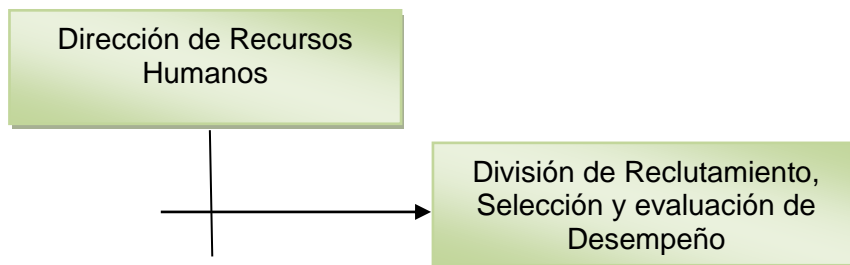 Dirección de Recursos
Humanos
División de Reclutamiento,
Selección y evaluación de
Desempeño